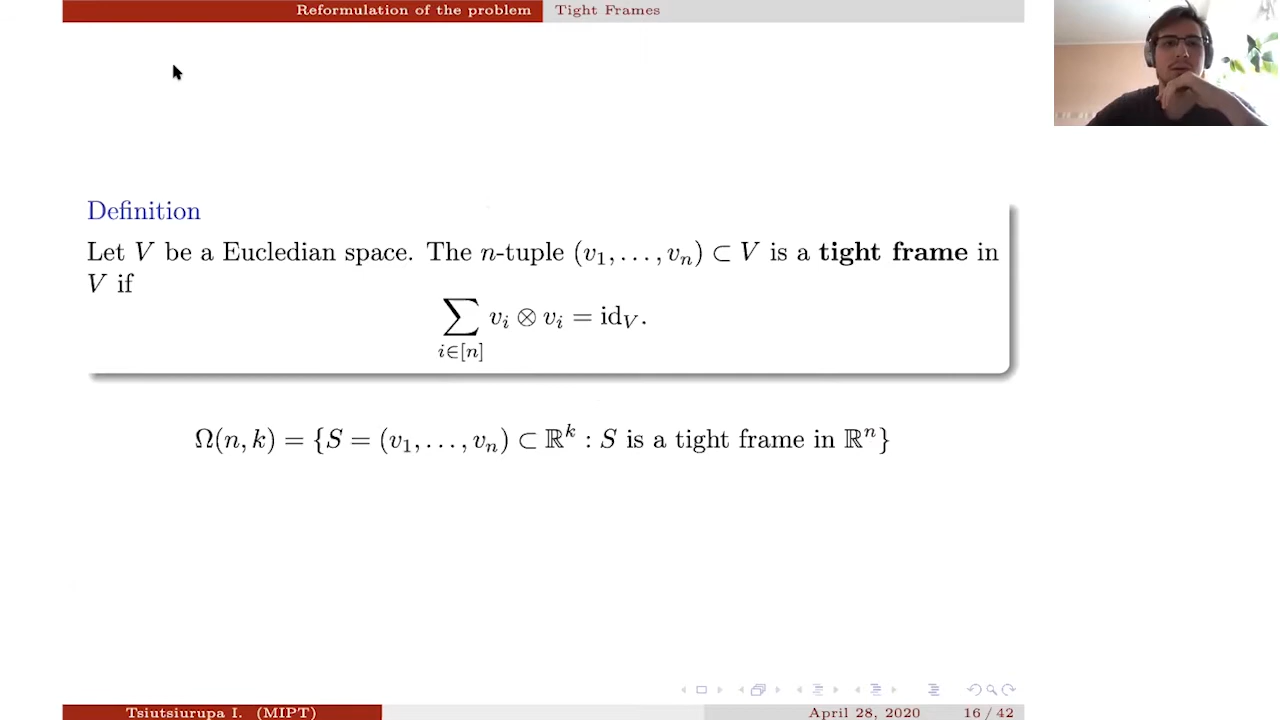 Reformulation of the problem Tight Frames
Definition
Let V be a Eucledian space. The n-tuple (v₁, . . . , vₙ) ⊂ V is a tight frame in
V if
∑ vᵢ ⊗ vᵢ = id_V.
i∈[n]
Ω(n, k) = {S = (v₁, . . . , vₙ) ⊂ ℝᵏ : S is a tight frame in ℝⁿ}
Tsiutsiurupa I. (MIPT) April 28, 2020 16 / 42